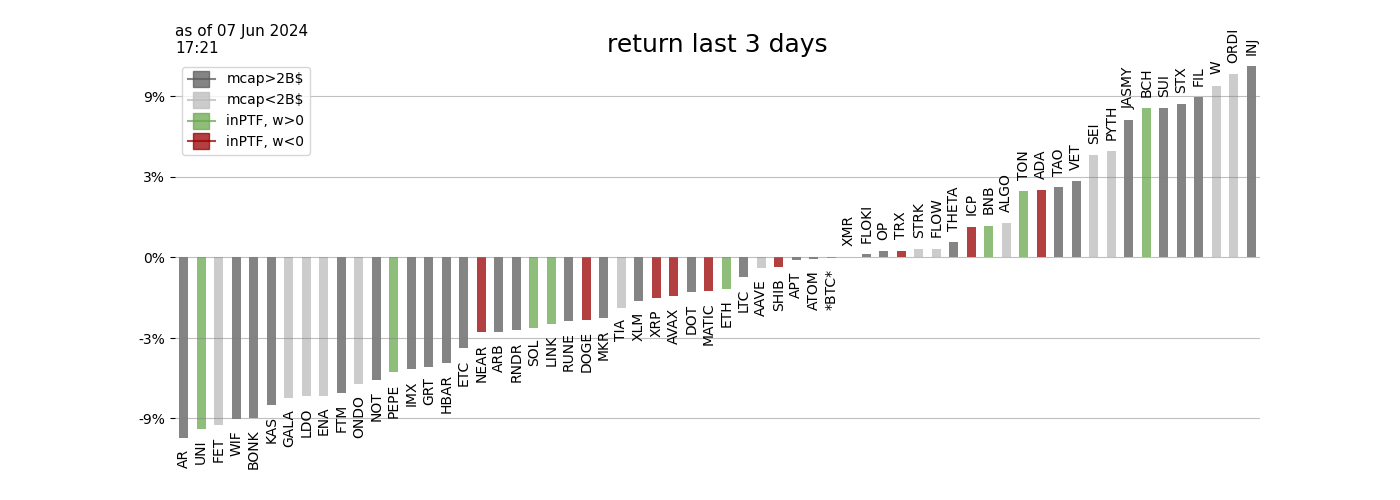 as of 07 Jun 2024
17:21
return last 3 days
mcap>2B$
mcap<2B$
inPTF, w>0
inPTF, w<0
9%
3%
0%
-3%
-9%
AR
UNI
FET
WIF
BONK
KAS
GALA
LDO
ENA
FTM
ONDO
NOT
PEPE
IMX
GRT
HBAR
ETC
NEAR
ARB
RNDR
SOL
LINK
RUNE
DOGE
MKR
TIA
XLM
XRP
AVAX
DOT
MATIC
ETH
LTC
AAVE
SHIB
APT
ATOM
*BTC*
XMR
FLOKI
OP
TRX
STRK
FLOW
THETA
ICP
BNB
ALGO
TON
ADA
TAO
VET
SEI
PYTH
JASMY
BCH
SUI
STX
FIL
W
ORDI
INJ